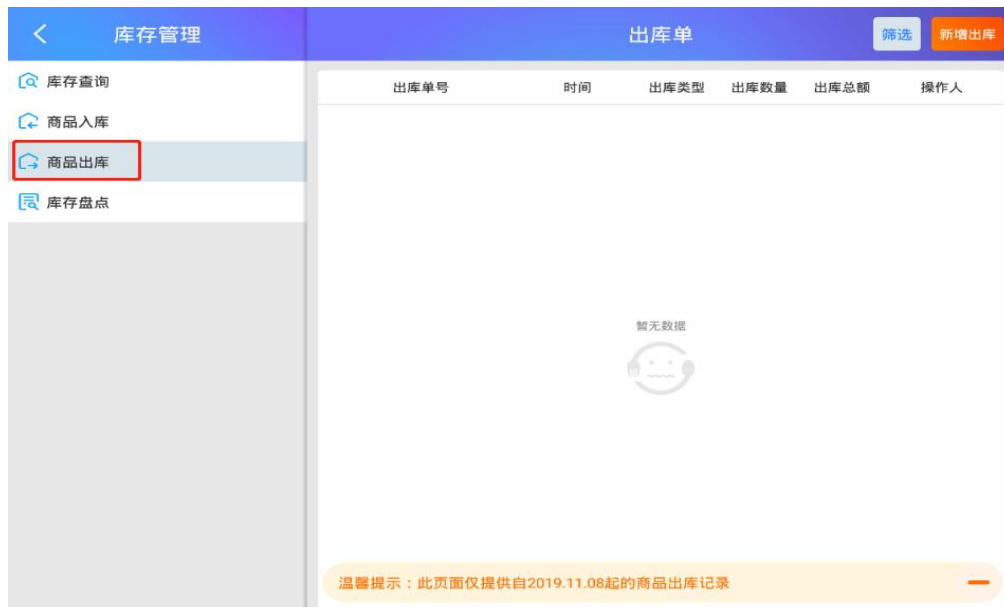 库存管理
出库单
筛选
新增出库
库存查询
商品入库
商品出库
库存盘点
出库单号 时间 出库类型 出库数量 出库总额 操作人
暂无数据
温馨提示：此页面仅提供自2019.11.08起的商品出库记录